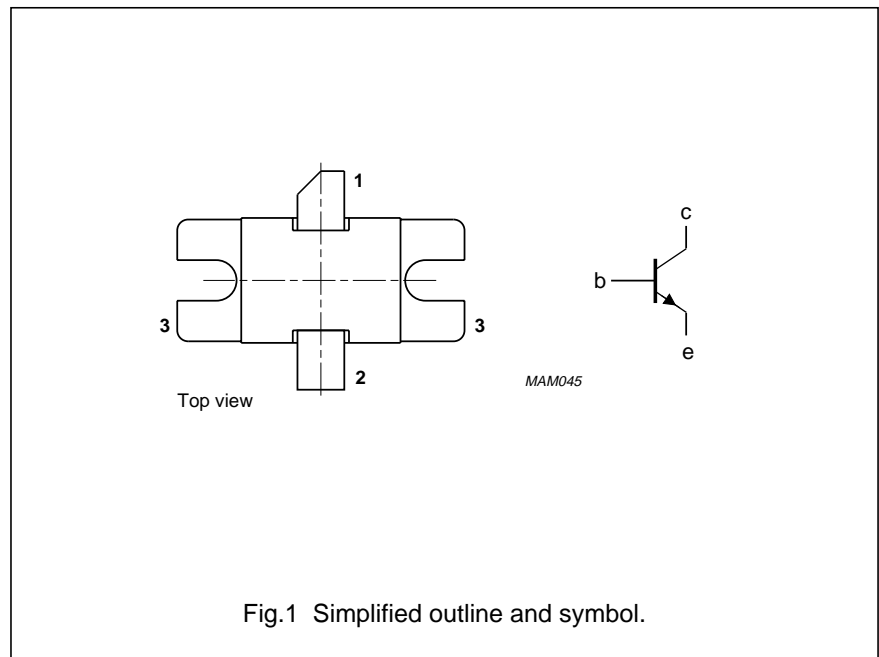 1
c
b
3
3
e
2
MAM045
Top view
Fig.1 Simplified outline and symbol.